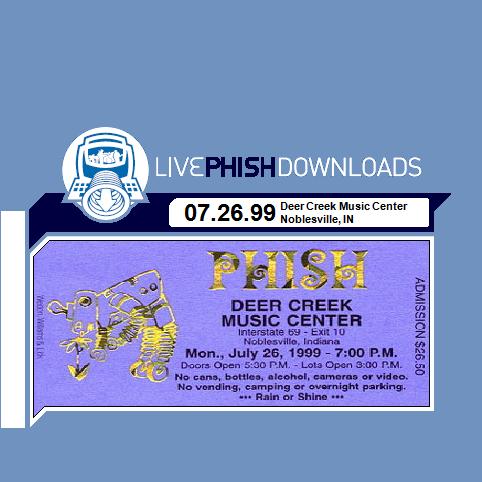 LIVEPHISHDOWNLOADS
07.26.99 Deer Creek Music Center
Noblesville, IN
PHISH
DEER CREEK
MUSIC CENTER
Interstate 69 - Exit 10
Noblesville, Indiana
Mon., July 26, 1999 - 7:00 P.M.
Doors Open 5:30 P.M. - Lots Open 3:00 P.M.
No cans, bottles, alcohol, cameras or video.
No vending, camping or overnight parking.
*** Rain or Shine ***
ADMISSION $26.50